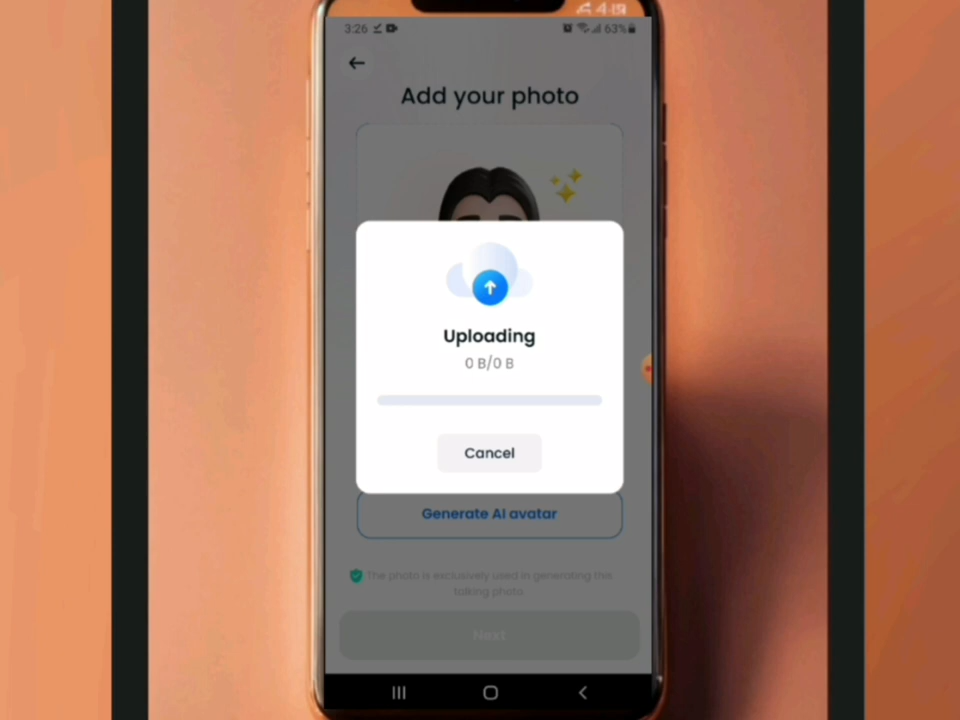 3:26
63%
Add your photo
Uploading
0 B/0 B
Cancel
Generate AI avatar
The photo is exclusively used in generating this
talking photo.
Next